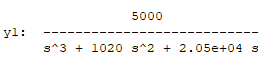 5000
y1: ---------------------------
s^3 + 1020 s^2 + 2.05e+04 s